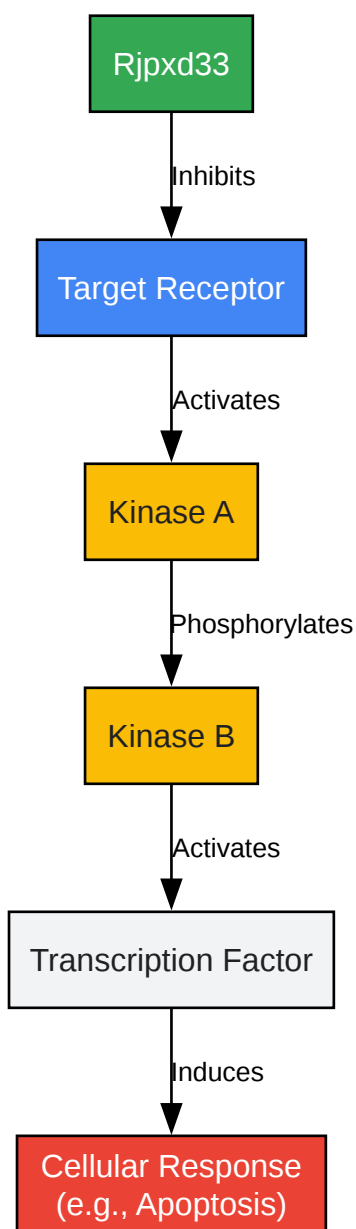 Rjpxd33
Inhibits
Target Receptor
Activates
Kinase A
Phosphorylates
Kinase B
Activates
Transcription Factor
Induces
Cellular Response
(e.g., Apoptosis)